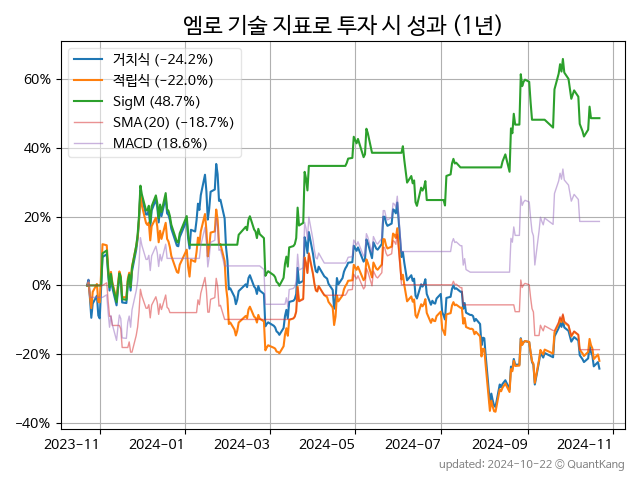 엠로 기술 지표로 투자 시 성과 (1년)
거치식 (−24.2%)
적립식 (−22.0%)
SigM (48.7%)
SMA(20) (−18.7%)
MACD (18.6%)
60%
40%
20%
0%
−20%
−40%
2023-11 2024-01 2024-03 2024-05 2024-07 2024-09 2024-11
updated: 2024-10-22 © QuantKang